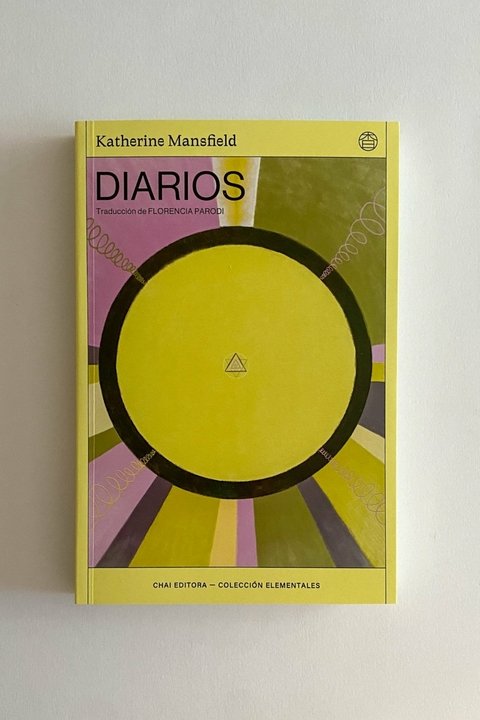 Katherine Mansfield
DIARIOS
Traducción de FLORENCIA PARODI
CHAI EDITORA — COLECCIÓN ELEMENTALES